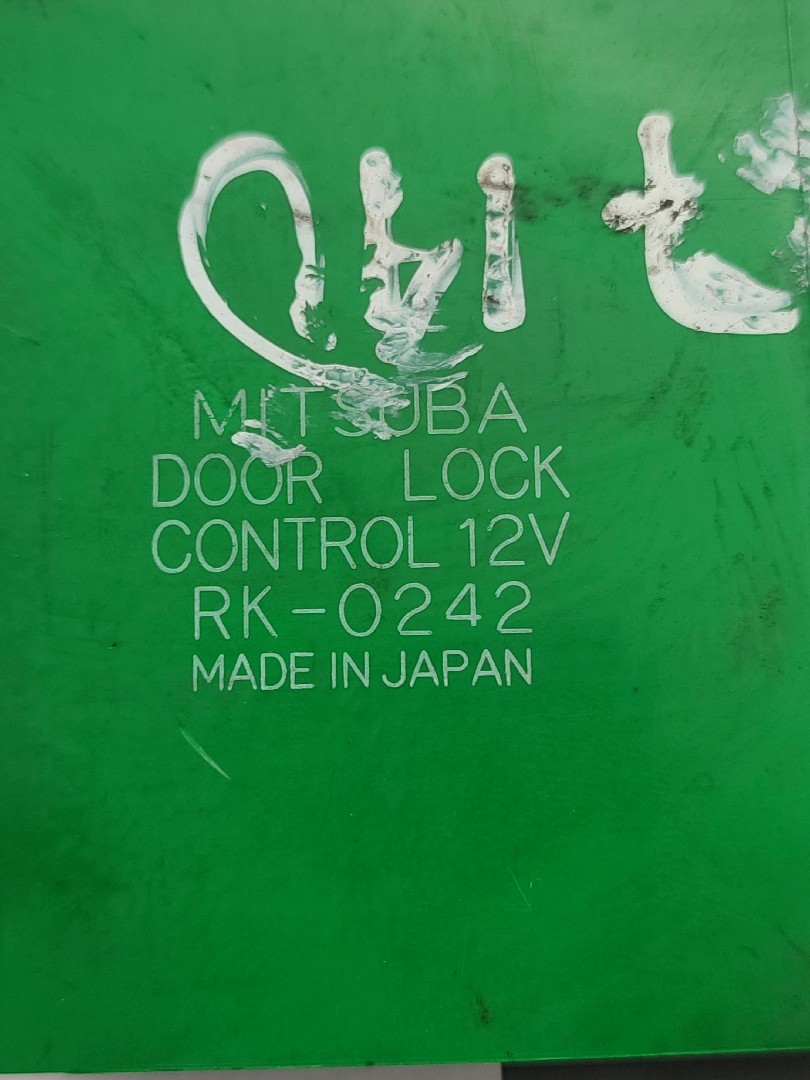 MITSUBA
DOOR LOCK
CONTROL 12V
RK-0242
MADE IN JAPAN